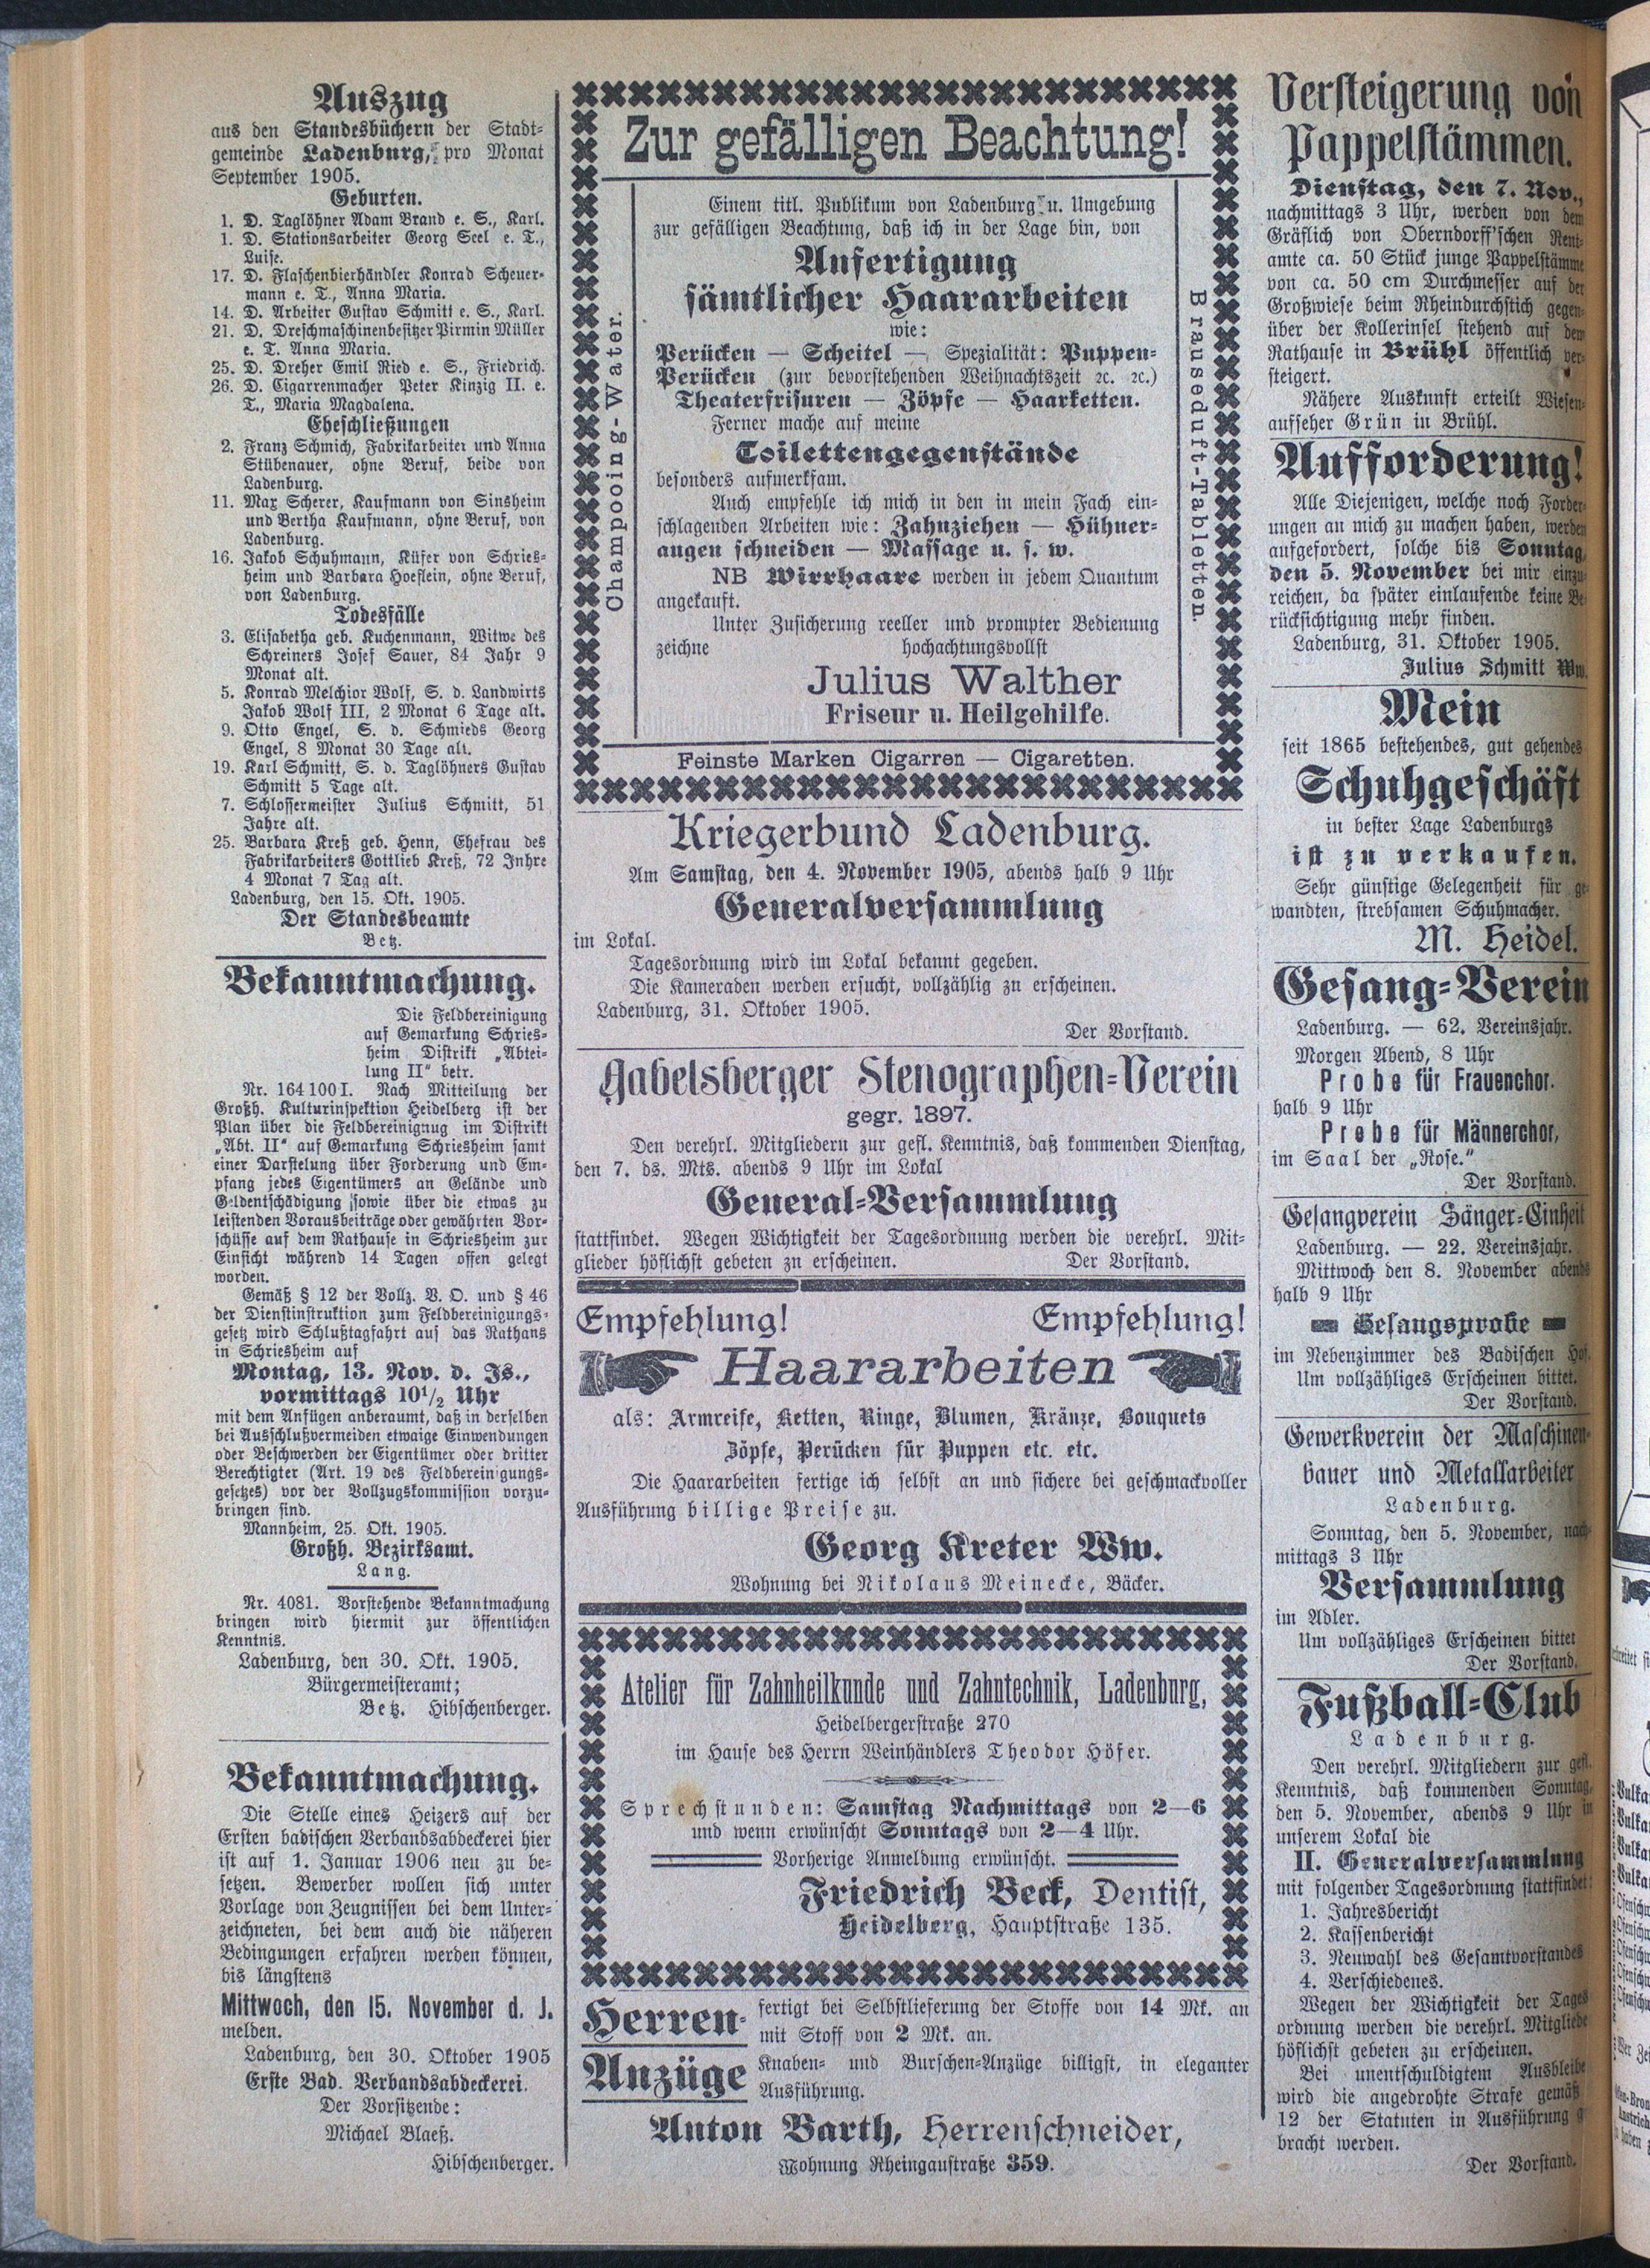 Auszug
aus den Standesbüchern der Stadt-
gemeinde Ladenburg, pro Monat
September 1905.
Geburten.
1. D. Taglöhner Adam Brand e. S., Karl.
1. D. Stationsarbeiter Georg Seel e. T.,
Luise.
17. D. Flaschenbierhändler Konrad Scheuer-
mann e. T., Anna Maria.
14. D. Arbeiter Gustav Schmitt e. S., Karl.
21. D. Dreschmaschinenbesitzer Pirmin Müller
e. T. Anna Maria.
25. D. Dreher Emil Ried e. S., Friedrich.
26. D. Cigarrenmacher Peter Kinzig II. e.
T., Maria Magdalena.
Eheschließungen
2. Franz Schmich, Fabrikarbeiter und Anna
Stübenauer, ohne Beruf, beide von
Ladenburg.
11. Max Scherer, Kaufmann von Sinsheim
und Bertha Kaufmann, ohne Beruf, von
Ladenburg.
16. Jakob Schuhmann, Küfer von Schries-
heim und Barbara Hoeflein, ohne Beruf,
von Ladenburg.
Todesfälle
3. Elisabetha geb. Kuchenmann, Witwe des
Schreiners Josef Sauer, 84 Jahr 9
Monat alt.
5. Konrad Melchior Wolf, S. d. Landwirts
Jakob Wolf III, 2 Monat 6 Tage alt.
9. Otto Engel, S. d. Schmieds Georg
Engel, 8 Monat 30 Tage alt.
19. Karl Schmitt, S. d. Taglöhners Gustav
Schmitt 5 Tage alt.
7. Schlossermeister Julius Schmitt, 51
Jahre alt.
25. Barbara Kreß geb. Henn, Ehefrau des
Fabrikarbeiters Gottlieb Kreß, 72 Inhre
4 Monat 7 Tag alt.
Ladenburg, den 15. Okt. 1905.
Der Standesbeamte
Betz.
Bekanntmachung.
Die Feldbereinigung
auf Gemarkung Schries-
heim Distrikt „Abtei-
lung II“ betr.
Nr. 164100I. Nach Mitteilung der
Großh. Kulturinspektion Heidelberg ist der
Plan über die Feldbereinignug im Distrikt
„Abt. II“ auf Gemarkung Schriesheim samt
einer Darstelung über Forderung und Em-
pfang jedes Eigentümers an Gelände und
Geldentschädigung sowie über die etwas zu
leistenden Vorausbeiträge oder gewährten Vor-
schüsse auf dem Rathause in Schriesheim zur
Einsicht während 14 Tagen offen gelegt
worden.
Gemäß § 12 der Vollz. V. O. und § 46
der Dienstinstruktion zum Feldbereinigungs-
gesetz wird Schlußtagfahrt aus das Rathans
in Schriesheim auf
Montag, 13. Nov. d. Js.,
vormittags 10¹/₂ Uhr
mit dem Anfügen anberaumt, daß in derselben
bei Ausschlußvermeiden etwaige Einwendungen
oder Beschwerden der Eigentümer oder dritter
Berechtigter (Art. 19 des Feldbereinigungs-
gesetzes) vor der Vollzugskommission vorzu-
bringen sind.
Mannheim, 25. Okt. 1905.
Großh. Bezirksamt.
Lang.
Nr. 4081. Vorstehende Bekanntmachung
bringen wird hiermit zur öffentlichen
Kenntnis.
Ladenburg, den 30. Okt. 1905.
Bürgermeisteramt;
Betz. Hibschenberger.
Bekanntmachung.
Die Stelle eines Heizers auf der
Ersten badischen Verbandsabdeckerei hier
ist auf 1. Januar 1906 neu zu be-
setzen. Bewerber wollen sich unter
Vorlage von Zeugnissen bei dem Unter-
zeichneten, bei dem auch die näheren
Bedingungen erfahren werden können,
bis längstens
Mittwoch, den 15. November d. J.
melden.
Ladenburg, den 30. Oktober 1905
Erste Bad. Verbandsabdeckerei.
Der Vorsitzende:
Michael Blaeß.
Hibschenberger.
Zur gefälligen Beachtung!
Champooing-Water.
Einem titl. Publikum von Ladenburg u. Umgebung
zur gefälligen Beachtung, daß ich in der Lage bin, von
Anfertigung
sämtlicher Haararbeiten
wie:
Perücken — Scheitel — Spezialität: Puppen-
Perücken (zur bevorstehenden Weihnachtszeit ꝛc. ꝛc.)
Theaterfrisuren — Zöpfe — Haarketten.
Ferner mache auf meine
Toilettengegenstände
besonders aufmerksam.
Auch empfehle ich mich in den in mein Fach ein-
schlagenden Arbeiten wie: Zahnziehen — Hühner-
augen schneiden — Massage u. s. w.
NB Wirrhaare werden in jedem Quantum
angekauft.
Unter Zusicherung reeller und prompter Bedienung
zeichne hochachtungsvollst
Julius Walther
Friseur u. Heilgehilfe.
Brauseduft-Tabletten.
Feinste Marken Cigarren — Cigaretten.
Kriegerbund Ladenburg.
Am Samstag, den 4. November 1905, abends halb 9 Uhr
Generalversammlung
im Lokal.
Tagesordnung wird im Lokal bekannt gegeben.
Die Kameraden werden ersucht, vollzählig zu erscheinen.
Ladenburg, 31. Oktober 1905.
Der Vorstand.
Gabelsberger Stenographen-Verein
gegr. 1897.
Den verehrl. Mitgliedern zur gefl. Kenntnis, daß kommenden Dienstag,
den 7. ds. Mts. abends 9 Uhr im Lokal
General-Versammlung
stattfindet. Wegen Wichtigkeit der Tagesordnung werden die verehrl. Mit-
glieder höflichst gebeten zu erscheinen. Der Vorstand.
Empfehlung! Empfehlung!
Haararbeiten
als: Armreife, Ketten, Ringe, Blumen, Kränze, Bouquets
Zöpfe, Perücken für Puppen etc. etc.
Die Haararbeiten fertige ich selbst an und sichere bei geschmackvoller
Ausführung billige Preise zu.
Georg Kreter Ww.
Wohnung bei Nikolaus Meinecke, Bäcker.
Atelier für Zahnheilkunde und Zahntechnik, Ladenburg,
Heidelbergerstraße 270
im Hause des Herrn Weinhändlers Theodor Höfer.
Sprechstunden: Samstag Nachmittags von 2—6
und wenn erwünscht Sonntags von 2—4 Uhr.
Vorherige Anmeldung erwünscht.
Friedrich Beck, Dentist,
Heidelberg, Hauptstraße 135.
Herren-
Anzüge
fertigt bei Selbstlieferung der Stoffe von 14 Mk. an
mit Stoff von 2 Mk. an.
Knaben- und Burschen-Anzüge billigst, in eleganter
Ausführung.
Anton Barth, Herrenschneider,
Wohnung Rheingaustraße 359.
Versteigerung von
Pappelstämmen.
Dienstag, den 7. Nov.,
nachmittags 3 Uhr, werden von dem
Gräflich von Oberndorff'schen Rent-
amte ca. 50 Stück junge Pappelstämme
von ca. 50 cm Durchmesser auf der
Großwiese beim Rheindurchstich gegen-
über der Kollerinsel stehend auf dem
Rathause in Brühl öffentlich ver-
steigert.
Nähere Auskunft erteilt Wiesen-
aufseher Grün in Brühl.
Aufforderung!
Alle Diejenigen, welche noch Forder-
ungen an mich zu machen haben, werden
aufgefordert, solche bis Sonntag,
den 5. November bei mir einzu-
reichen, da später einlaufende keine Be-
rücksichtigung mehr finden.
Ladenburg, 31. Oktober 1905.
Julius Schmitt Ww.
Mein
seit 1865 bestehendes, gut gehendes
Schuhgeschäft
in bester Lage Ladenburgs
ist zu verkaufen.
Sehr günstige Gelegenheit für ge-
wandten, strebsamen Schuhmacher.
M. Heidel.
Gesang-Verein
Ladenburg. — 62. Vereinsjahr.
Morgen Abend, 8 Uhr
Probe für Frauenchor.
halb 9 Uhr
Probe für Männerchor,
im Saal der „Rose.“
Der Vorstand.
Gesangverein Sänger-Einheit
Ladenburg. — 22. Vereinsjahr.
Mittwoch den 8. November abends
halb 9 Uhr
Gesangsprobe
im Nebenzimmer des Badischen Hof.
Um vollzähliges Erscheinen bittet.
Der Vorstand.
Gewerkverein der Maschinen-
bauer und Metallarbeiter
Ladenburg.
Sonntag, den 5. November, nach-
mittags 3 Uhr
Versammlung
im Adler.
Um vollzähliges Erscheinen bittet
Der Vorstand.
Fußball-Club
Ladenburg.
Den verehrl. Mitgliedern zur gefl.
Kenntnis, daß kommenden Sonntag,
den 5. November, abends 9 Uhr in
unserem Lokal die
II. Generalversammlung
mit folgender Tagesordnung stattfindet:
1. Jahresbericht
2. Kassenbericht
3. Neuwahl des Gesamtvorstandes
4. Verschiedenes.
Wegen der Wichtigkeit der Tages
ordnung werden die verehrl. Mitgliede
höflichst gebeten zu erscheinen.
Bei unentschuldigtem Ausbleibe
wird die angedrohte Strafe gemäß
12 der Statuten in Ausführung g
bracht werden.
Der Vorstand.